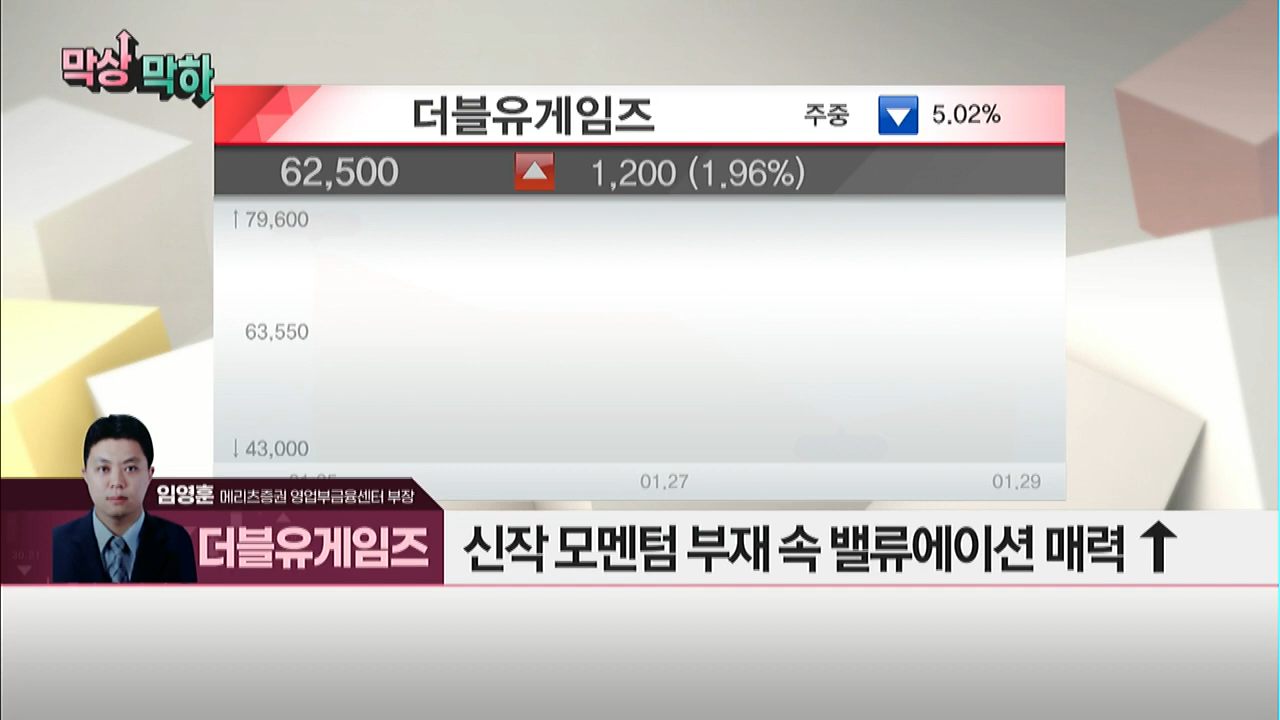 막상 막하
더블유게임즈 주중 ▼ 5.02%
62,500 ▲ 1,200 (1.96%)
↑79,600
63,550
↓43,000
01.27 01.29
임영훈 메리츠증권 영업부금융센터 부장
더블유게임즈
신작 모멘텀 부재 속 밸류에이션 매력 ↑